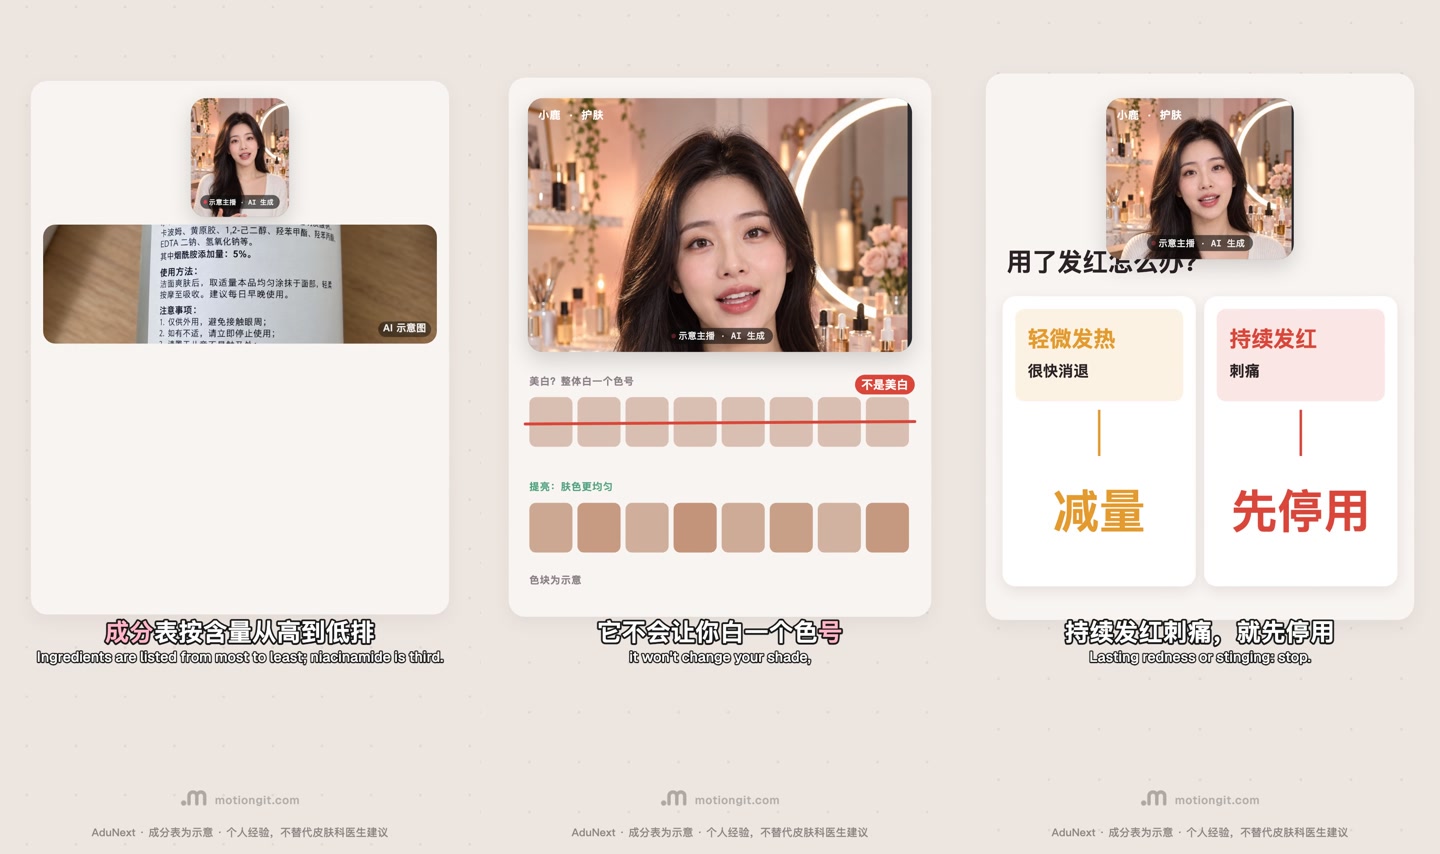 示意主播 · AI 生成
卡波姆、黄原胶、1,2-己二醇、羟苯甲酯、羟苯丙酯
EDTA 二钠、氢氧化钠等。
其中烟酰胺添加量：5%。
使用方法：
洁面爽肤后，取适量本品均匀涂抹于面部，轻柔
按摩至吸收。建议每日早晚使用。
注意事项：
1. 仅供外用，避免接触眼周；
2. 如有不适，请立即停止使用；
AI 示意图
成分表按含量从高到低排
Ingredients are listed from most to least; niacinamide is third.
motiongit.com
AduNext · 成分表为示意 · 个人经验，不替代皮肤科医生建议
小鹿 · 护肤
示意主播 · AI 生成
美白？整体白一个色号
不是美白
提亮：肤色更均匀
色块为示意
它不会让你白一个色号
it won't change your shade,
motiongit.com
AduNext · 成分表为示意 · 个人经验，不替代皮肤科医生建议
小鹿 · 护肤
示意主播 · AI 生成
用了发红怎么办？
轻微发热
很快消退
减量
持续发红
刺痛
先停用
持续发红刺痛，就先停用
Lasting redness or stinging: stop.
motiongit.com
AduNext · 成分表为示意 · 个人经验，不替代皮肤科医生建议